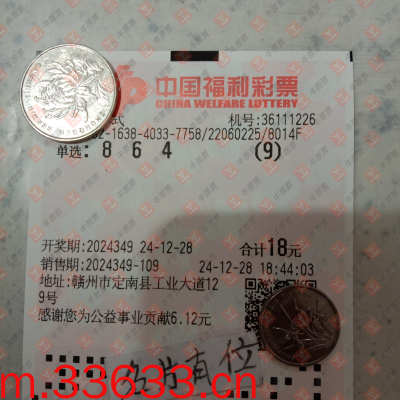 中国福利彩票
CHINA WELFARE LOTTERY
式 机号:36111226
2-1638-4033-7758/22060225/8014F
单选: 8 6 4 (9)
开奖期:2024349 24-12-28 合计18元
销售期:2024349-109 24-12-28 18:44:03
地址:赣州市定南县工业大道12
9号
感谢您为公益事业贡献6.12元
m.33633.cn